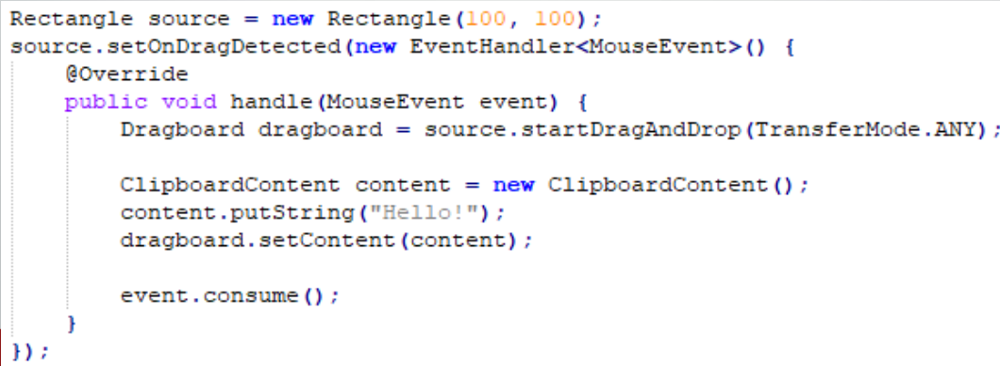 Rectangle source = new Rectangle(100, 100);
source.setOnDragDetected(new EventHandler<MouseEvent>() {
    @Override
    public void handle(MouseEvent event) {
        Dragboard dragboard = source.startDragAndDrop(TransferMode.ANY);

        ClipboardContent content = new ClipboardContent();
        content.putString("Hello!");
        dragboard.setContent(content);

        event.consume();
    }
});